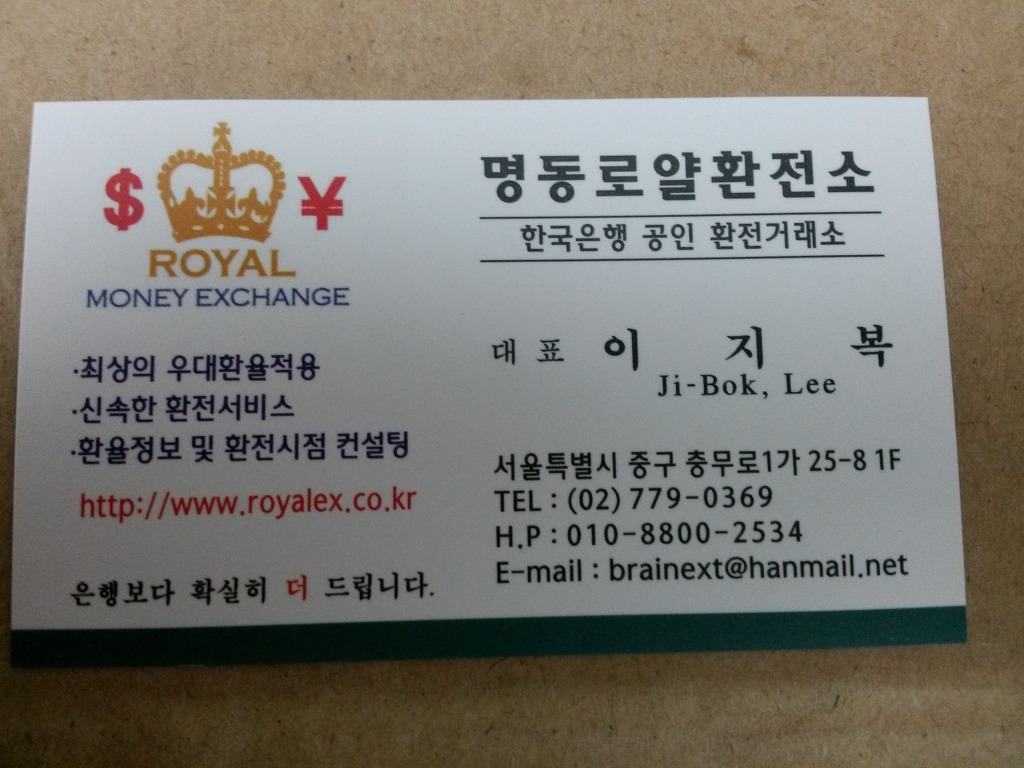 $ ¥
ROYAL
MONEY EXCHANGE
·최상의 우대환율적용
·신속한 환전서비스
·환율정보 및 환전시점 컨설팅
http://www.royalex.co.kr
은행보다 확실히 더 드립니다.
명동로얄환전소
한국은행 공인 환전거래소
대표 이 지 복
Ji-Bok, Lee
서울특별시 중구 충무로1가 25-8 1F
TEL : (02) 779-0369
H.P : 010-8800-2534
E-mail : brainext@hanmail.net